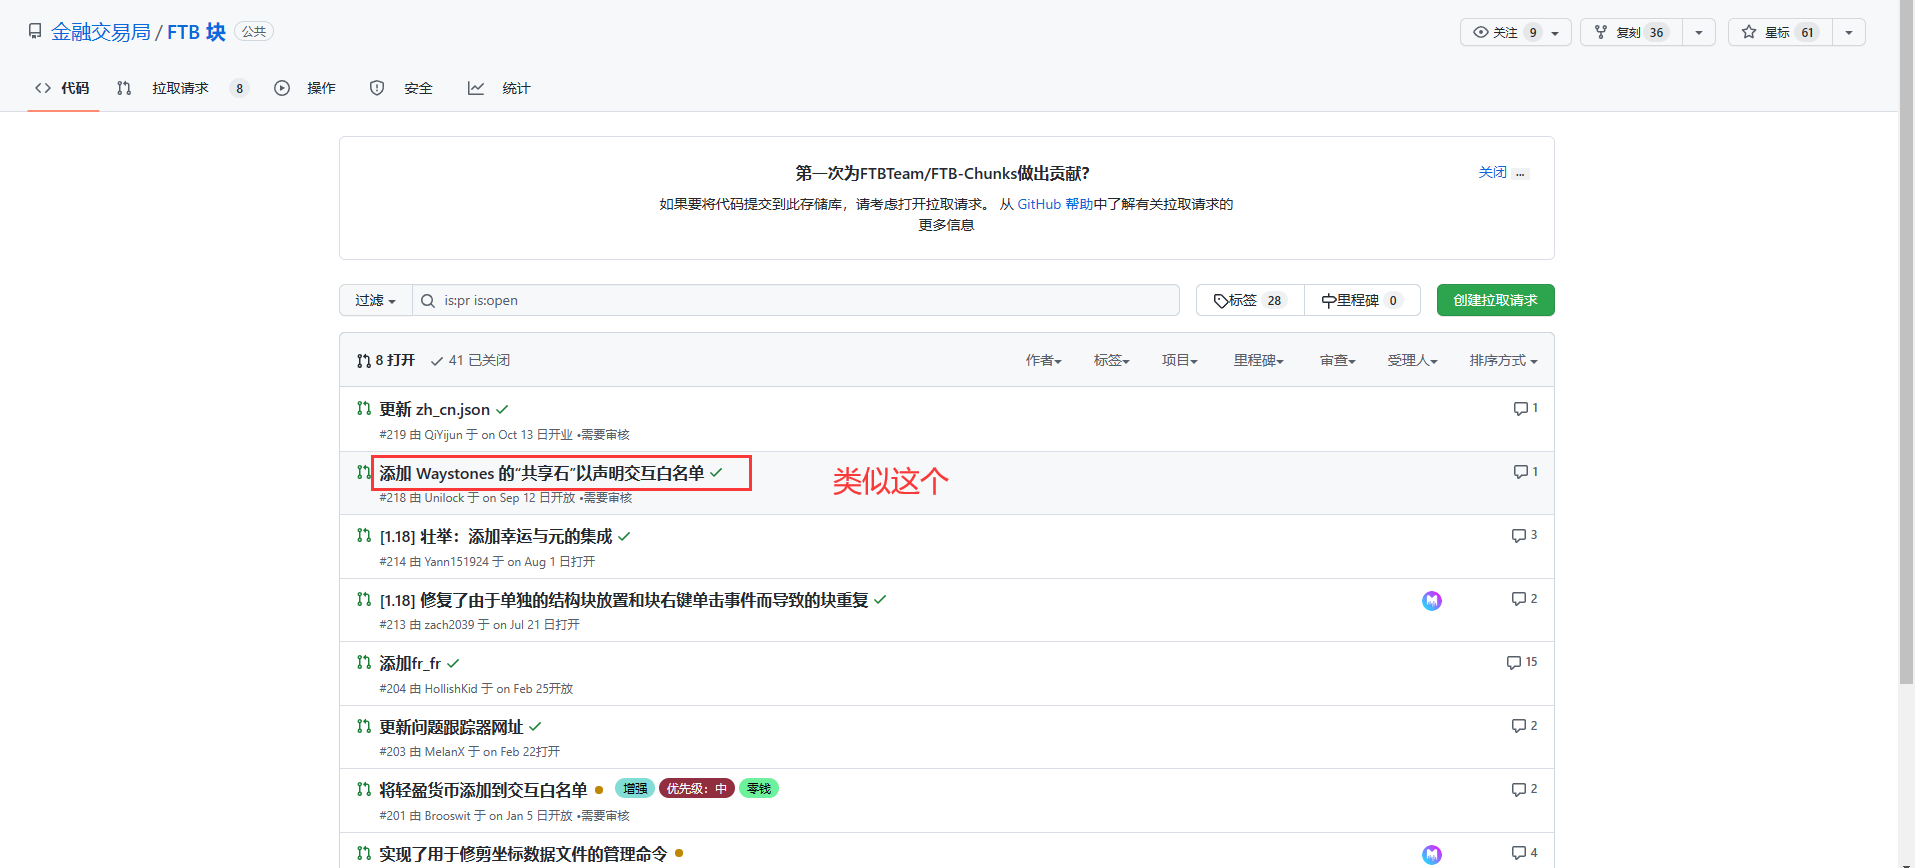 金融交易局 / FTB 块 公共
关注 9
复刻 36
星标 61
代码
拉取请求 8
操作
安全
统计
第一次为FTBTeam/FTB-Chunks做出贡献?
关闭 ...
如果要将代码提交到此存储库，请考虑打开拉取请求。 从 GitHub 帮助中了解有关拉取请求的
更多信息
过滤
is:pr is:open
标签 28
里程碑 0
创建拉取请求
8 打开
41 已关闭
作者
标签
项目
里程碑
审查
受理人
排序方式
更新 zh_cn.json
1
#219 由 QiYijun 于 on Oct 13 日开业 •需要审核
添加 Waystones 的“共享石”以声明交互白名单
类似这个
1
#218 由 Unilock 于 on Sep 12 日开放 •需要审核
[1.18] 壮举：添加幸运与元的集成
3
#214 由 Yann151924 于 on Aug 1 日打开
[1.18] 修复了由于单独的结构块放置和块右键单击事件而导致的块重复
2
#213 由 zach2039 于 on Jul 21 日打开
添加fr_fr
15
#204 由 HollishKid 于 on Feb 25开放
更新问题跟踪器网址
2
#203 由 MelanX 于 on Feb 22打开
将轻盈货币添加到交互白名单 增强 优先级：中 零钱
2
#201 由 Brooswit 于 on Jan 5 日开放 •需要审核
实现了用于修剪坐标数据文件的管理命令
4